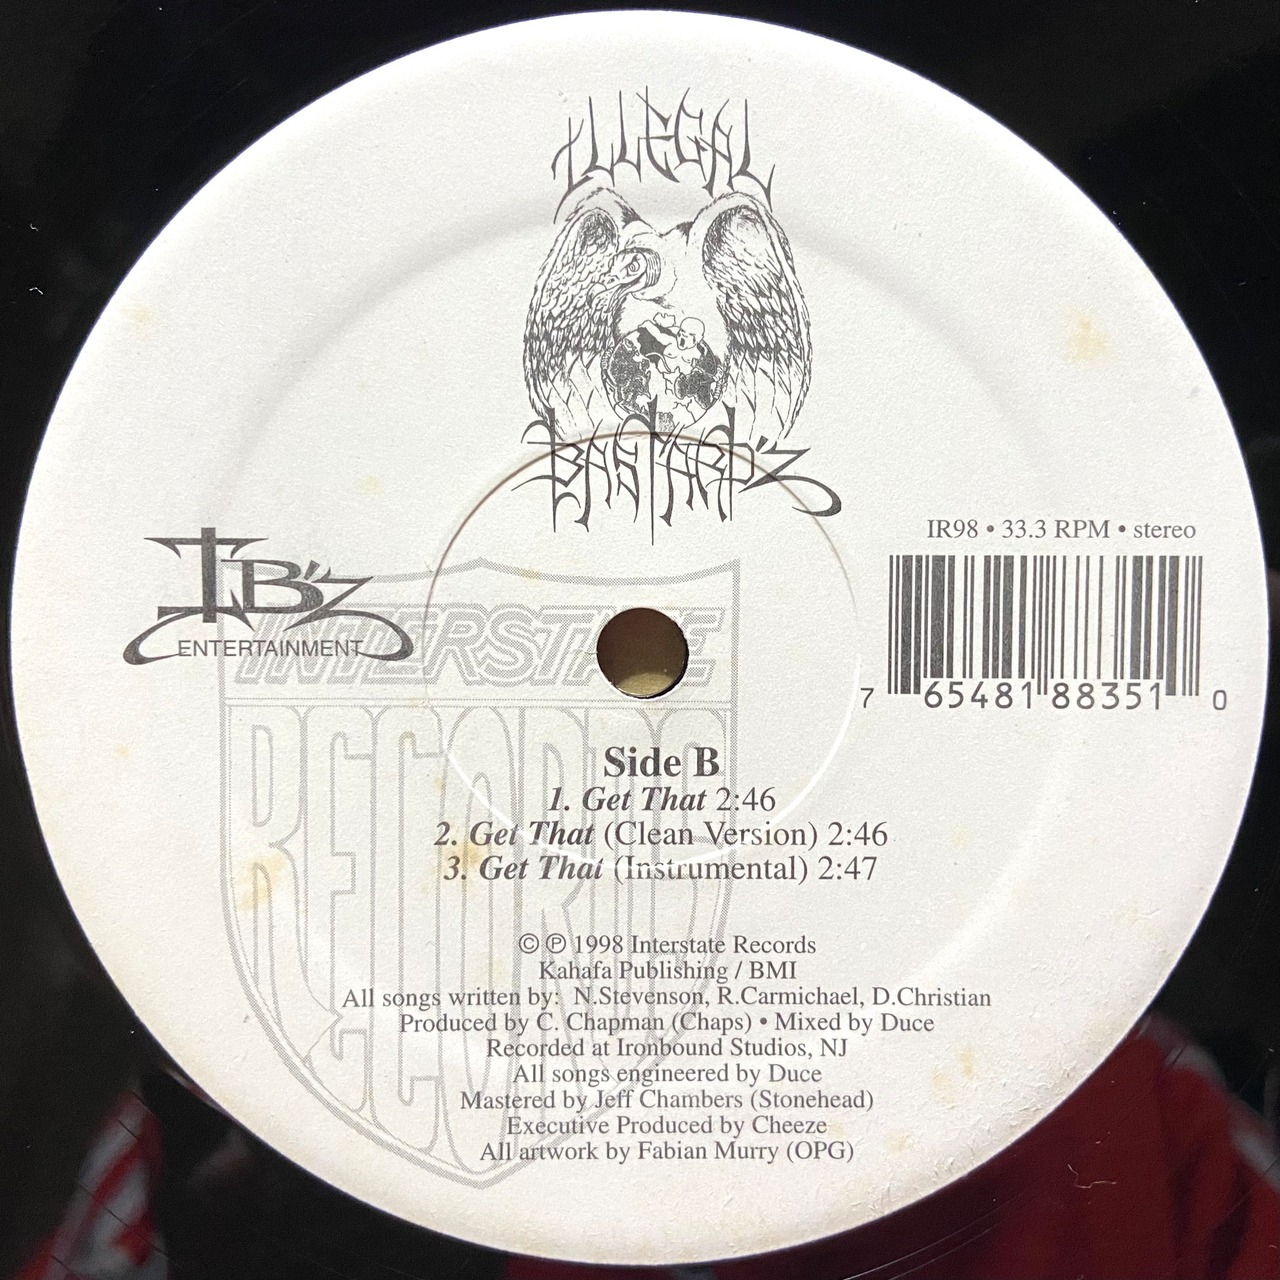 ILLEGAL
BASTARD'Z
IB'z
ENTERTAINMENT
IR98 • 33.3 RPM • stereo
7 65481 88351 0
INTERSTATE
RECORDS
RECORDS
Side B
1. Get That 2:46
2. Get That (Clean Version) 2:46
3. Get That (Instrumental) 2:47
© ℗ 1998 Interstate Records
Kahafa Publishing / BMI
All songs written by: N.Stevenson, R.Carmichael, D.Christian
Produced by C. Chapman (Chaps) • Mixed by Duce
Recorded at Ironbound Studios, NJ
All songs engineered by Duce
Mastered by Jeff Chambers (Stonehead)
Executive Produced by Cheeze
All artwork by Fabian Murry (OPG)